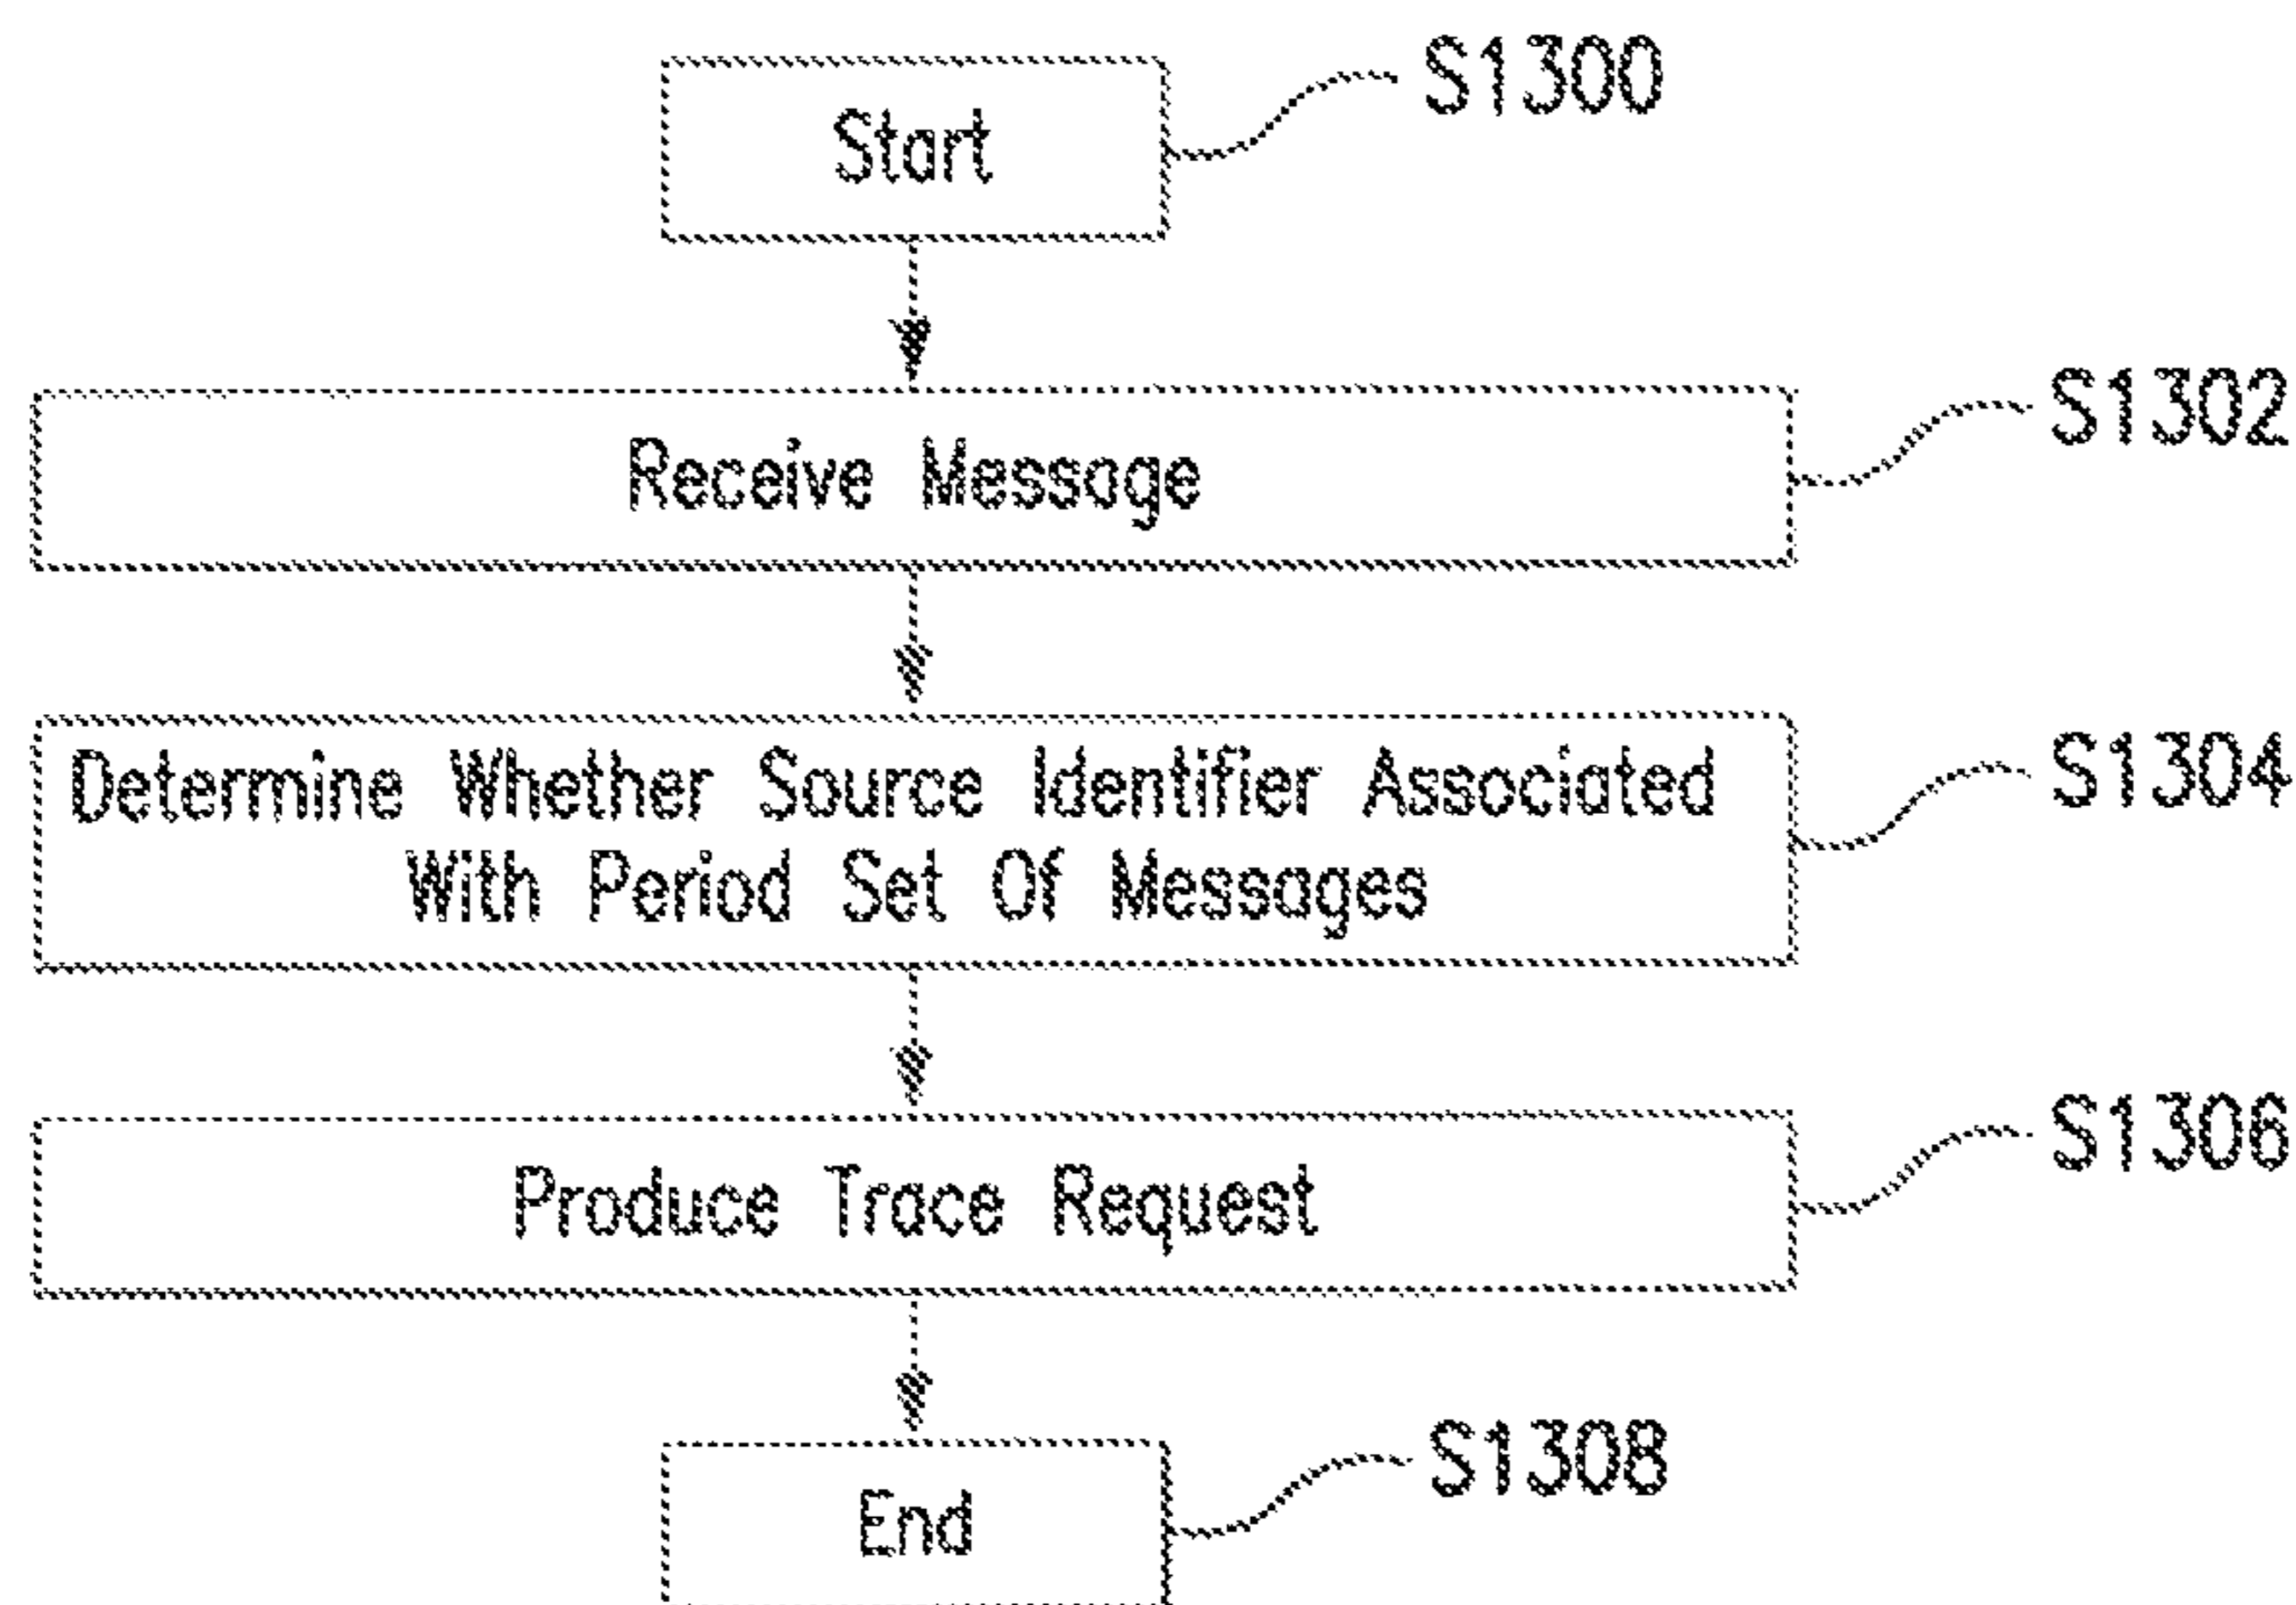 Start
S1300
Receive Message
S1302
Determine Whether Source Identifier Associated
With Period Set Of Messages
S1304
Produce Trace Request
S1306
End
S1308